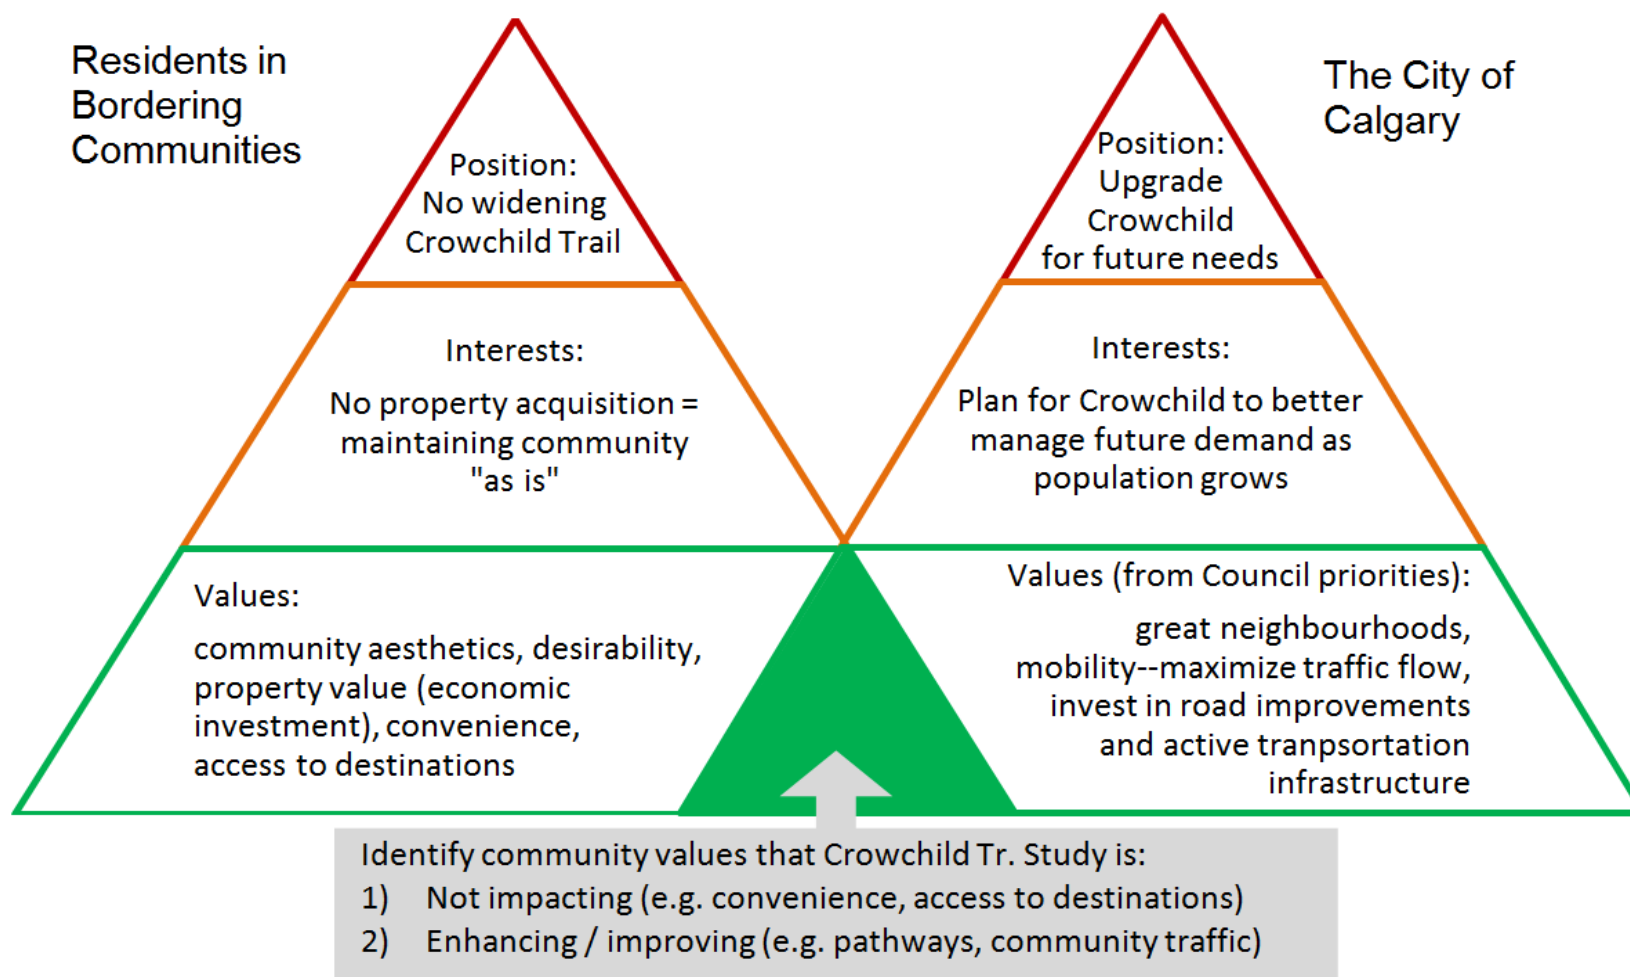 Residents in
Bordering
Communities
Position:
No widening
Crowchild Trail
Interests:
No property acquisition =
maintaining community
"as is"
Values:
community aesthetics, desirability,
property value (economic
investment), convenience,
access to destinations
The City of
Calgary
Position:
Upgrade
Crowchild
for future needs
Interests:
Plan for Crowchild to better
manage future demand as
population grows
Values (from Council priorities):
great neighbourhoods,
mobility--maximize traffic flow,
invest in road improvements
and active tranpsortation
infrastructure
Identify community values that Crowchild Tr. Study is:
1) Not impacting (e.g. convenience, access to destinations)
2) Enhancing / improving (e.g. pathways, community traffic)